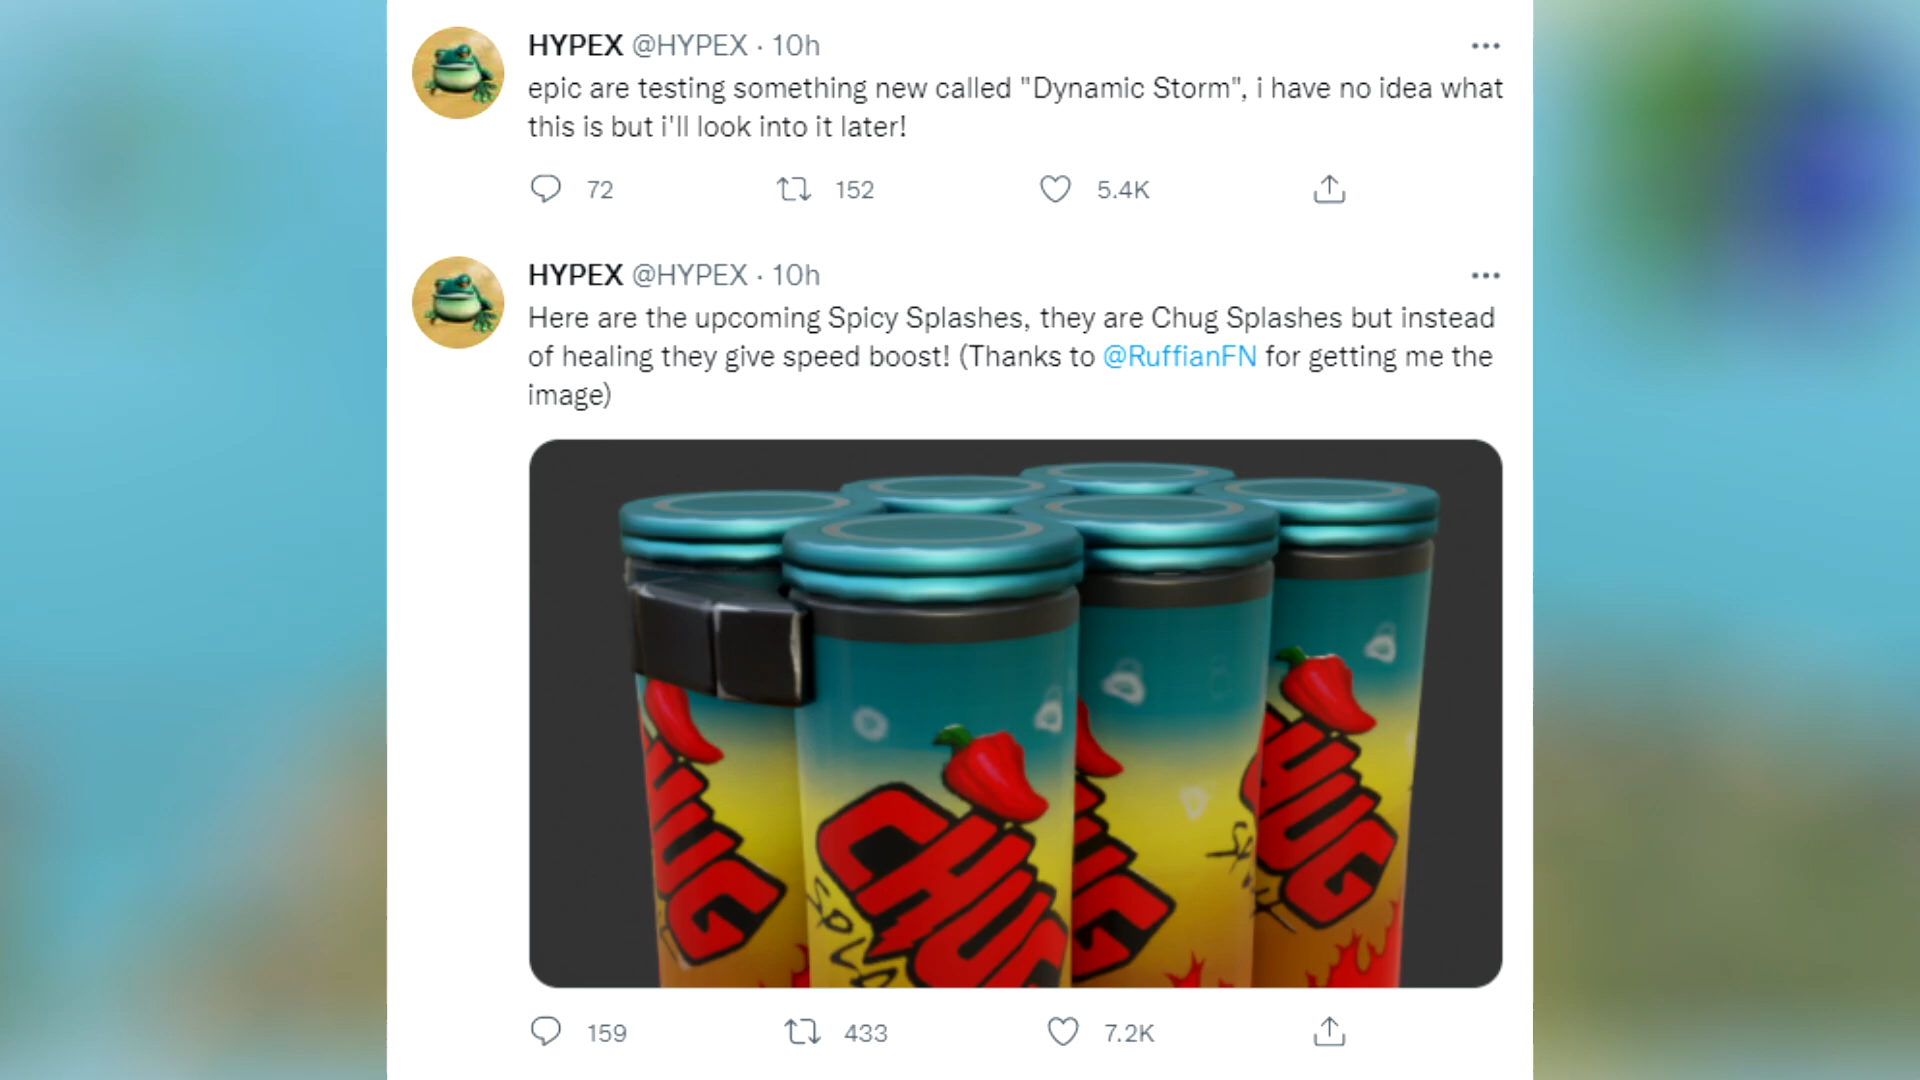 HYPEX @HYPEX · 10h
epic are testing something new called "Dynamic Storm", i have no idea what
this is but i'll look into it later!
72 152 5.4K
HYPEX @HYPEX · 10h
Here are the upcoming Spicy Splashes, they are Chug Splashes but instead
of healing they give speed boost! (Thanks to @RuffianFN for getting me the
image)
CHUG
CHUG
SPLA
HUG
CHUG
159 433 7.2K